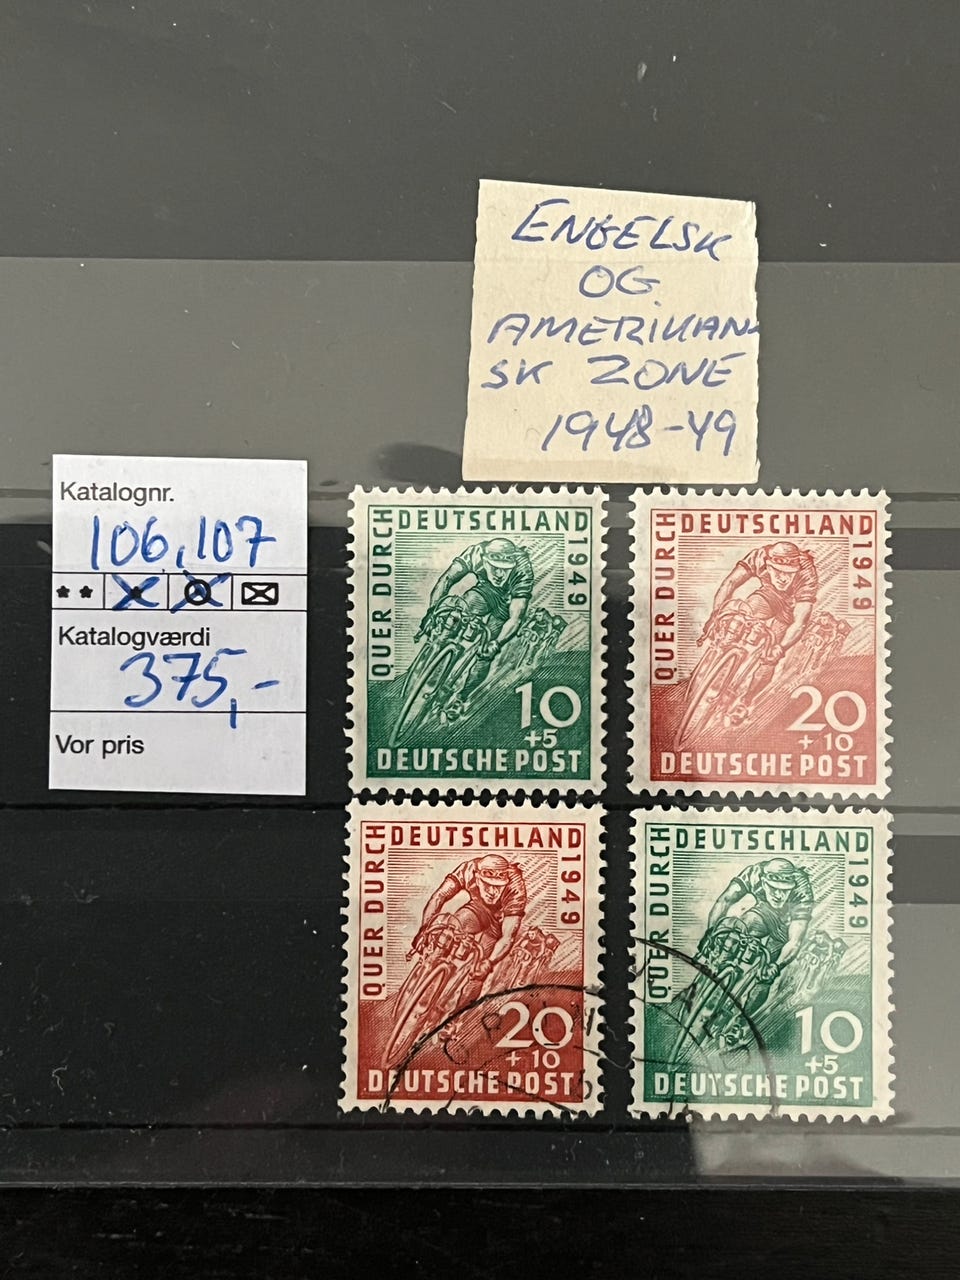 ENGELSK
OG
AMERIKAN-
SK ZONE
1948-49
Katalognr.
106,107
Katalogværdi
375,-
Vor pris
QUER DURCH DEUTSCHLAND 1949
10
+5
DEUTSCHE POST
QUER DURCH DEUTSCHLAND 1949
20
+ 10
DEUTSCHE POST
QUER DURCH DEUTSCHLAND 1949
20
+ 10
DEUTSCHE POST
QUER DURCH DEUTSCHLAND 1949
10
+5
DEUTSCHE POST